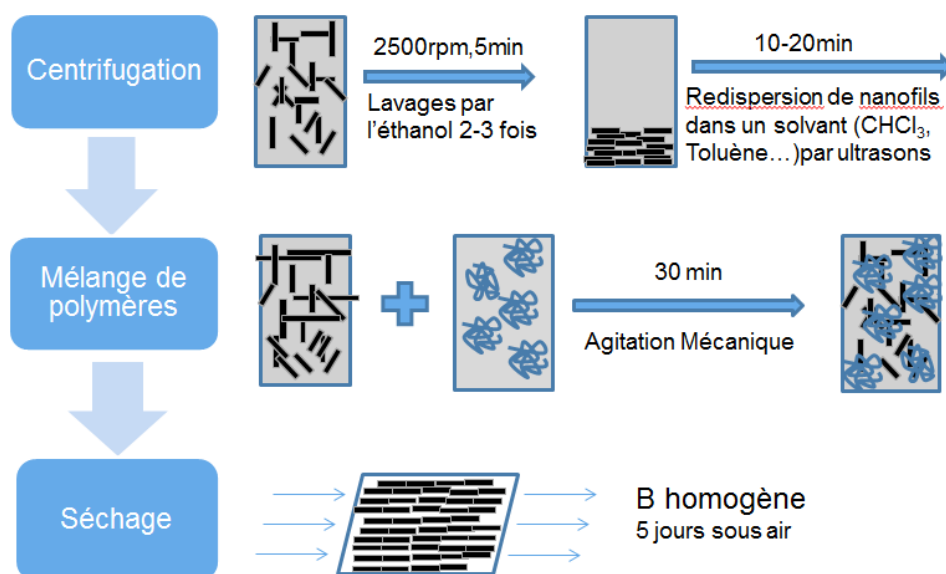 Centrifugation
2500rpm,5min
Lavages par
l'éthanol 2-3 fois
10-20min
Redispersion de nanofils
dans un solvant (CHCl₃,
Toluène…)par ultrasons
Mélange de
polymères
30 min
Agitation Mécanique
Séchage
B homogène
5 jours sous air